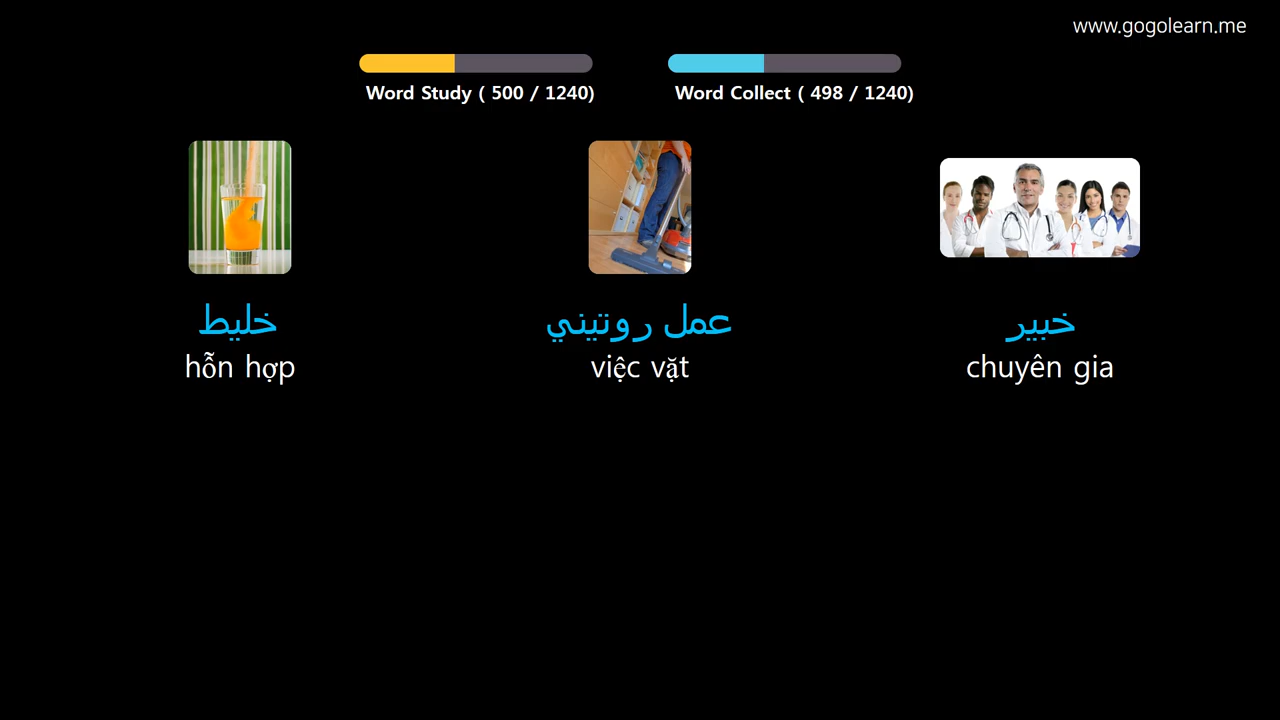 www.gogolearn.me
Word Study ( 500 / 1240)
Word Collect ( 498 / 1240)
خليط
hỗn hợp
عمل روتيني
việc vặt
خبير
chuyên gia